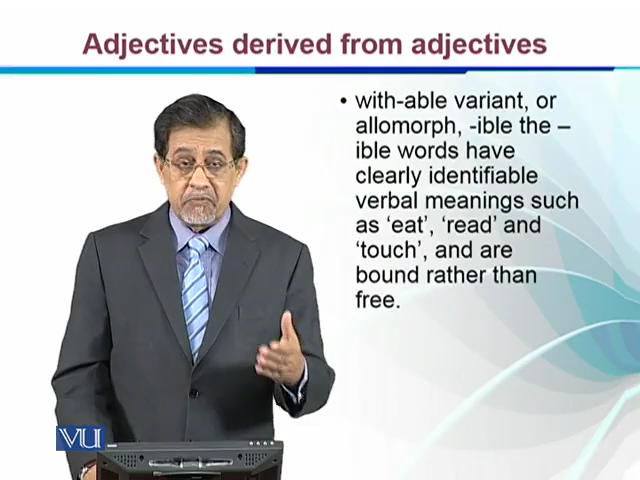 Adjectives derived from adjectives
• with-able variant, or
allomorph, -ible the –
ible words have
clearly identifiable
verbal meanings such
as ‘eat’, ‘read’ and
‘touch’, and are
bound rather than
free.
VU